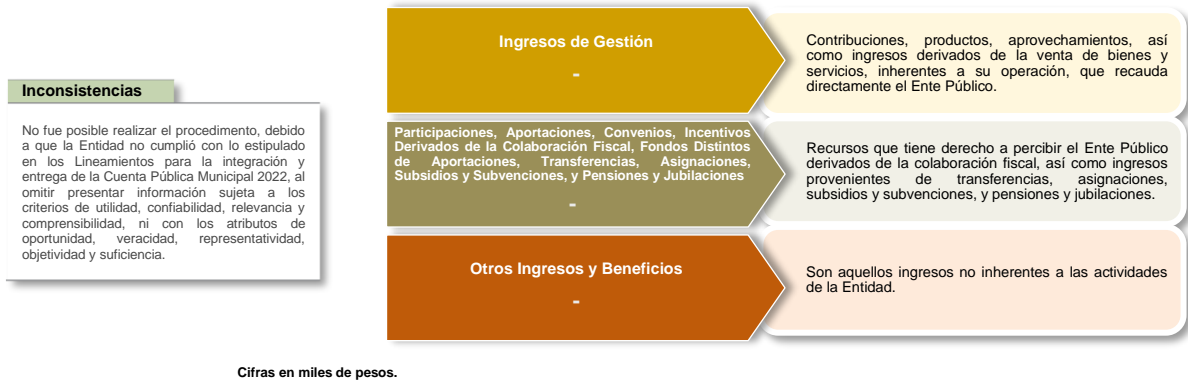 Inconsistencias
No fue posible realizar el procedimento, debido
a que la Entidad no cumplió con lo estipulado
en los Lineamientos para la integración y
entrega de la Cuenta Pública Municipal 2022, al
omitir presentar información sujeta a los
criterios de utilidad, confiabilidad, relevancia y
comprensibilidad, ni con los atributos de
oportunidad, veracidad, representatividad,
objetividad y suficiencia.
Ingresos de Gestión
-
Contribuciones, productos, aprovechamientos, así
como ingresos derivados de la venta de bienes y
servicios, inherentes a su operación, que recauda
directamente el Ente Público.
Participaciones, Aportaciones, Convenios, Incentivos
Derivados de la Colaboración Fiscal, Fondos Distintos
de Aportaciones, Transferencias, Asignaciones,
Subsidios y Subvenciones, y Pensiones y Jubilaciones
-
Recursos que tiene derecho a percibir el Ente Público
derivados de la colaboración fiscal, así como ingresos
provenientes de transferencias, asignaciones,
subsidios y subvenciones, y pensiones y jubilaciones.
Otros Ingresos y Beneficios
-
Son aquellos ingresos no inherentes a las actividades
de la Entidad.
Cifras en miles de pesos.